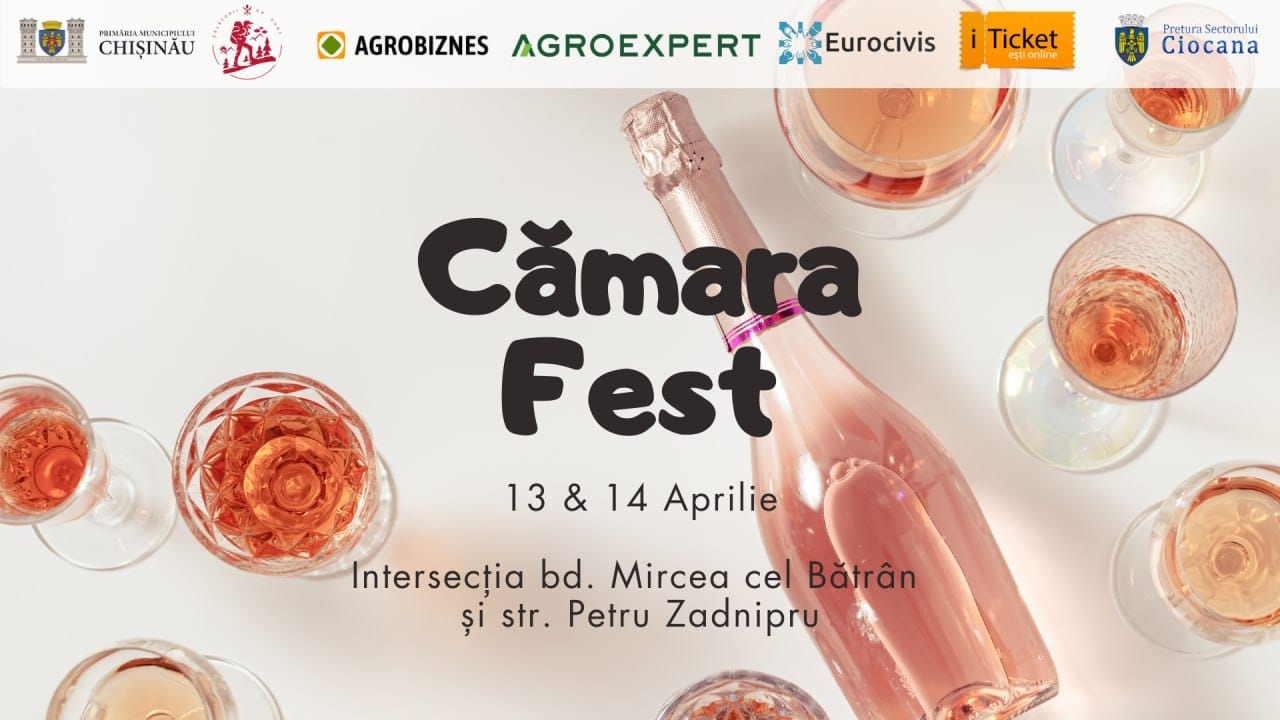 PRIMĂRIA MUNICIPIULUI
CHIȘINĂU
AGROBIZNES
AGROEXPERT
Eurocivis
iTicket
ești online
Pretura Sectorului
Ciocana
Cămara
Fest
13 & 14 Aprilie
Intersecția bd. Mircea cel Bătrân
și str. Petru Zadnipru